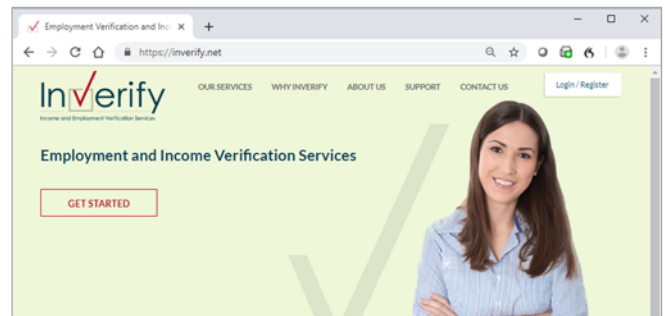 Employment Verification and Inc
https://inverify.net
Inverify
Income and Employment Verification Services
OUR SERVICES WHY INVERIFY ABOUT US SUPPORT CONTACT US Login / Register
Employment and Income Verification Services
GET STARTED